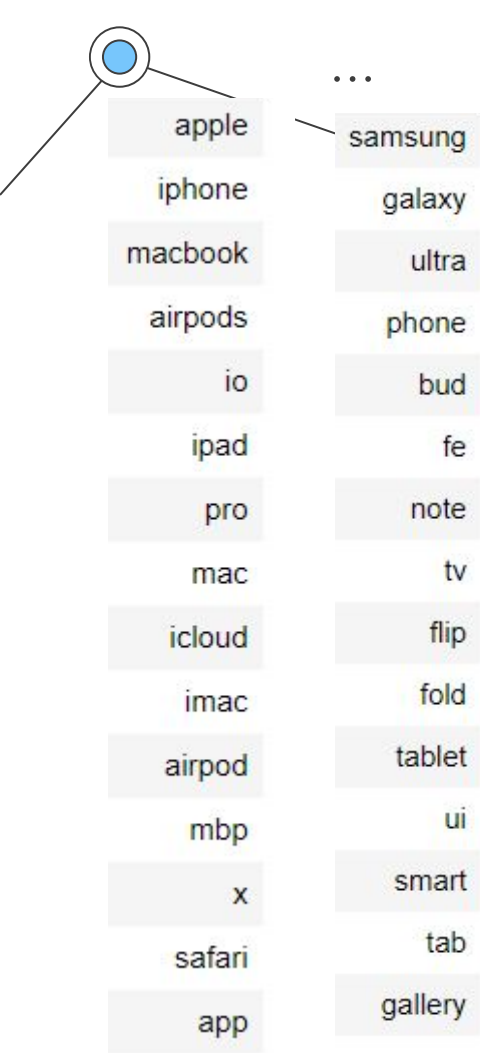 ...
apple
iphone
macbook
airpods
io
ipad
pro
mac
icloud
imac
airpod
mbp
x
safari
app
samsung
galaxy
ultra
phone
bud
fe
note
tv
flip
fold
tablet
ui
smart
tab
gallery